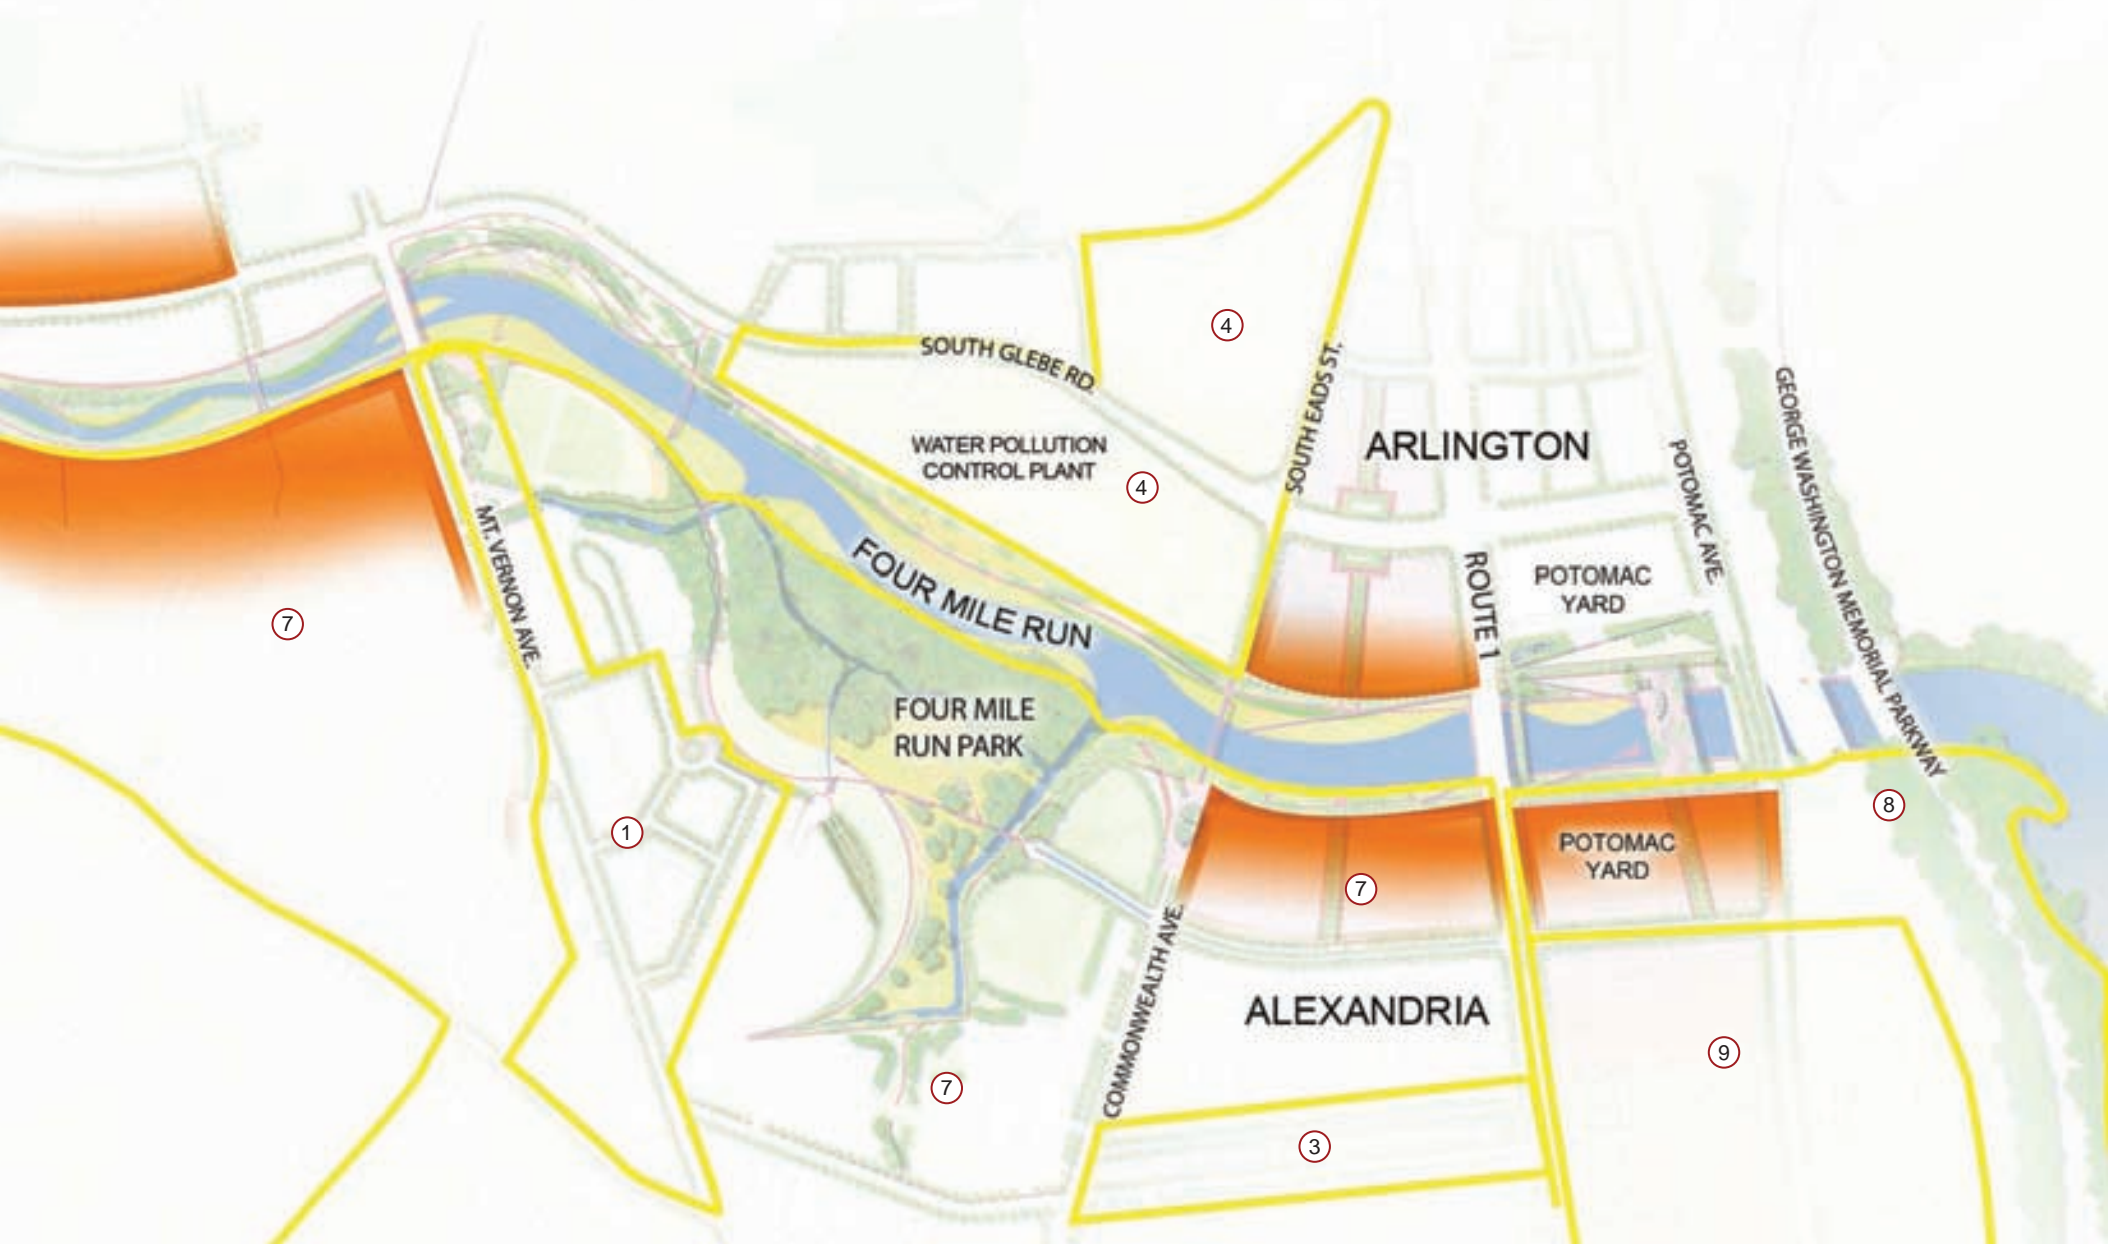 4
SOUTH GLEBE RD.
SOUTH EADS ST.
WATER POLLUTION
CONTROL PLANT
4
ARLINGTON
POTOMAC AVE.
GEORGE WASHINGTON MEMORIAL PARKWAY
MT. VERNON AVE.
FOUR MILE RUN
ROUTE 1
POTOMAC
YARD
7
FOUR MILE
RUN PARK
1
8
POTOMAC
YARD
7
COMMONWEALTH AVE.
ALEXANDRIA
9
7
3